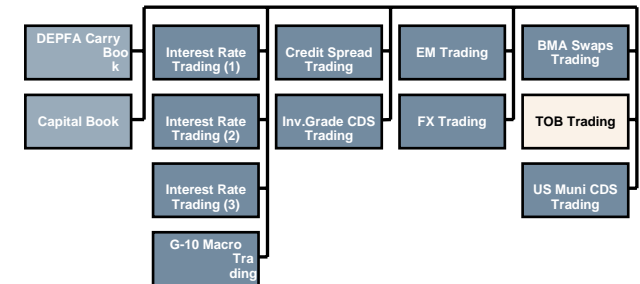 DEPFA Carry
Boo
k
Interest Rate
Trading (1)
Credit Spread
Trading
EM Trading
BMA Swaps
Trading
Capital Book
Interest Rate
Trading (2)
Inv.Grade CDS
Trading
FX Trading
TOB Trading
Interest Rate
Trading (3)
US Muni CDS
Trading
G-10 Macro
Tra
ding